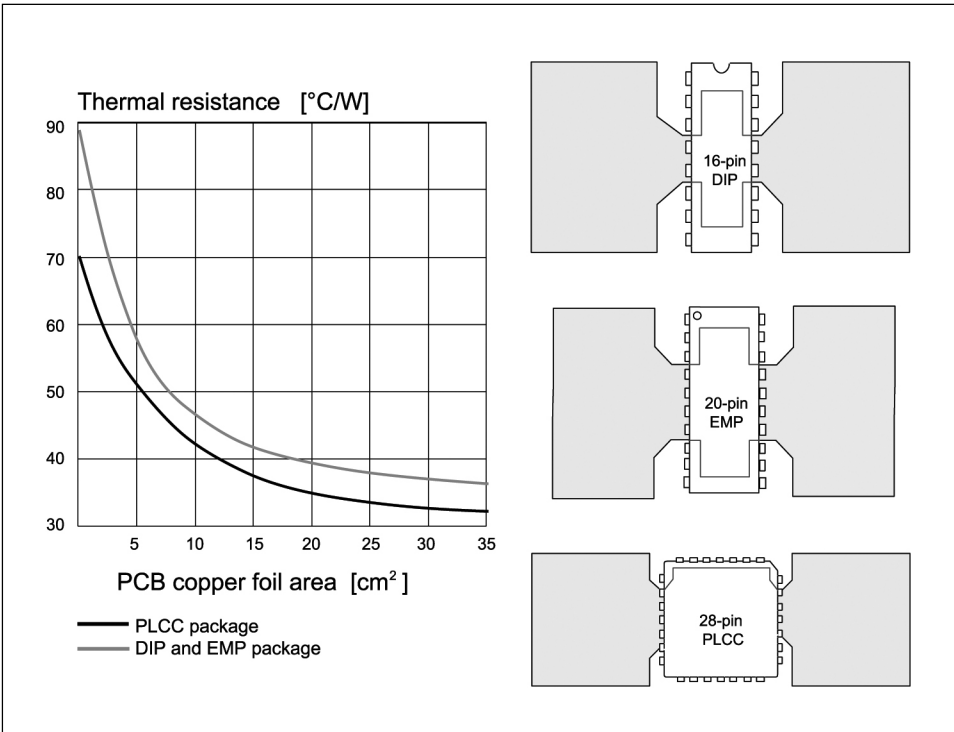 Thermal resistance [°C/W]
90
80
70
60
50
40
30
5 10 15 20 25 30 35
PCB copper foil area [cm²]
PLCC package
DIP and EMP package
16-pin
DIP
20-pin
EMP
28-pin
PLCC